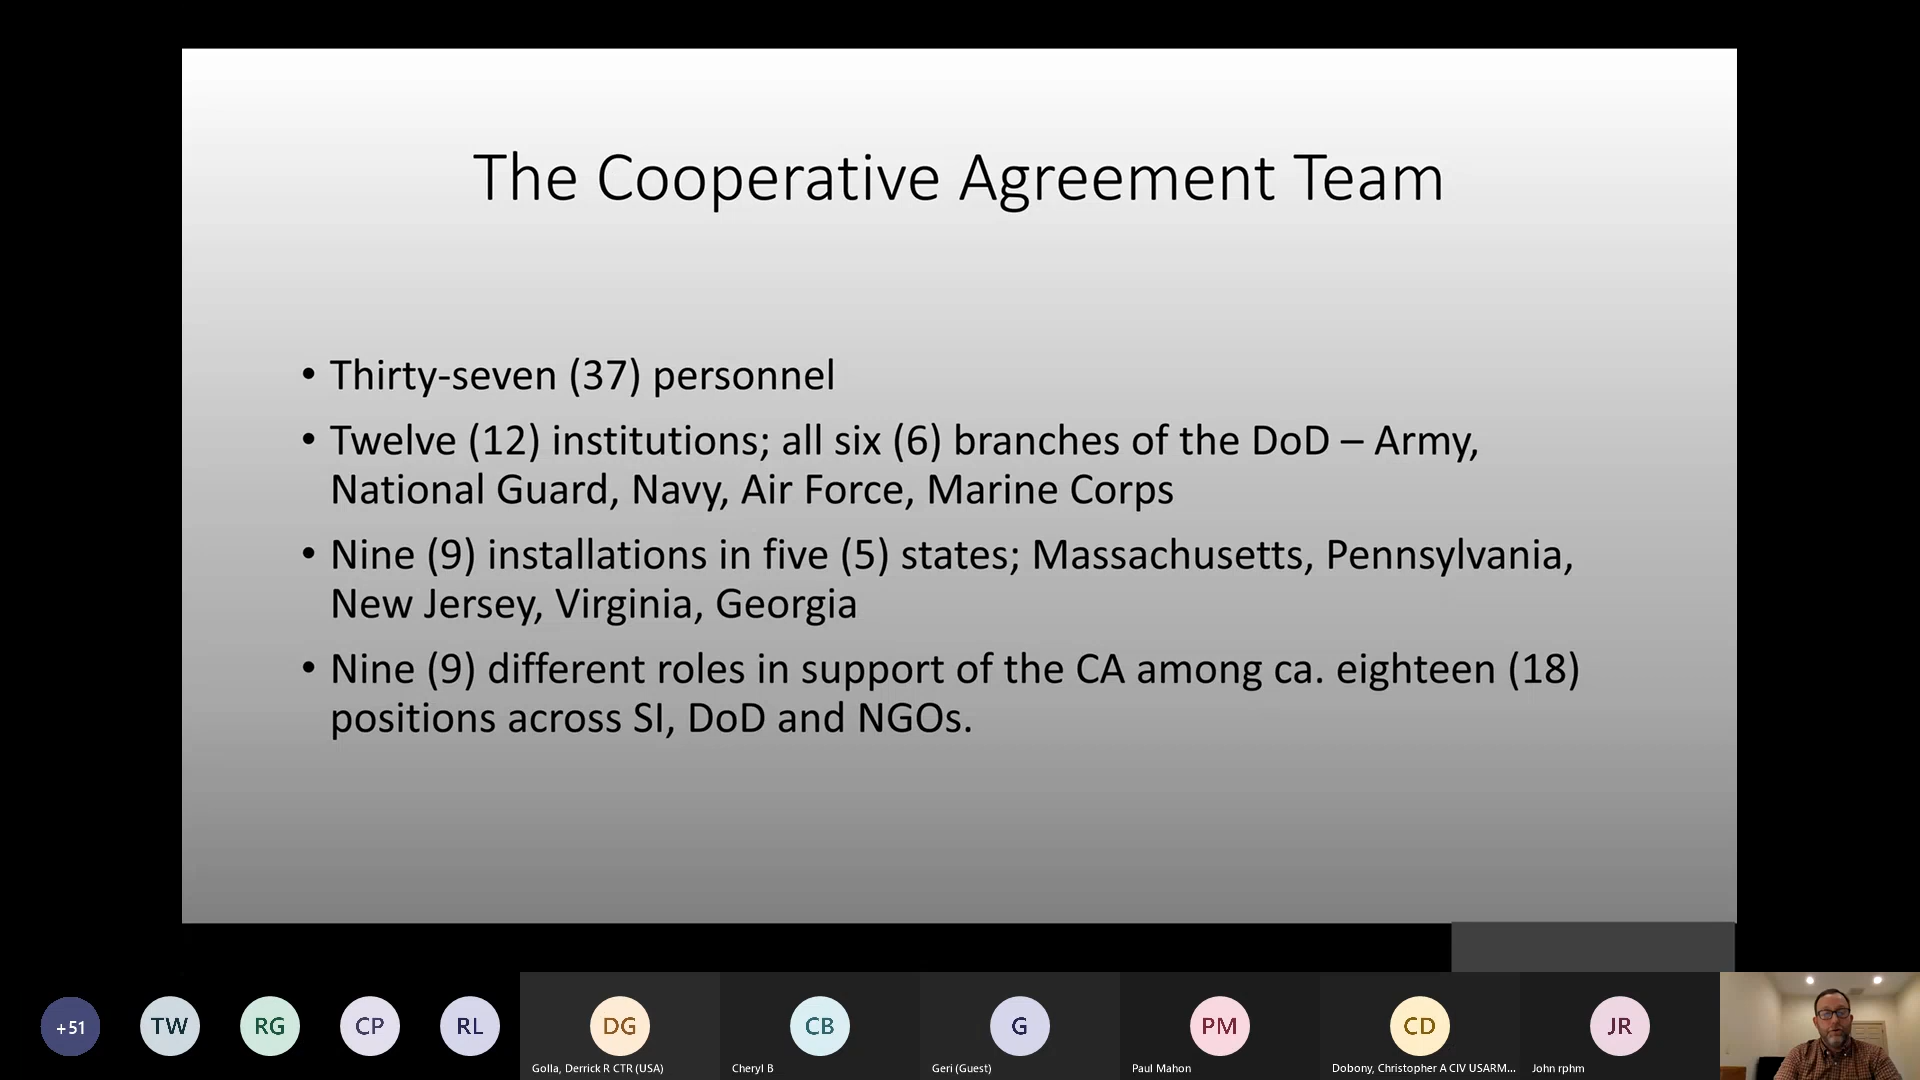 The Cooperative Agreement Team
• Thirty-seven (37) personnel
• Twelve (12) institutions; all six (6) branches of the DoD – Army,
National Guard, Navy, Air Force, Marine Corps
• Nine (9) installations in five (5) states; Massachusetts, Pennsylvania,
New Jersey, Virginia, Georgia
• Nine (9) different roles in support of the CA among ca. eighteen (18)
positions across SI, DoD and NGOs.
+51
TW
RG
CP
RL
DG
CB
G
PM
CD
JR
Golla, Derrick R CTR (USA)
Cheryl B
Geri (Guest)
Paul Mahon
Dobony, Christopher A CIV USARM...
John rphm